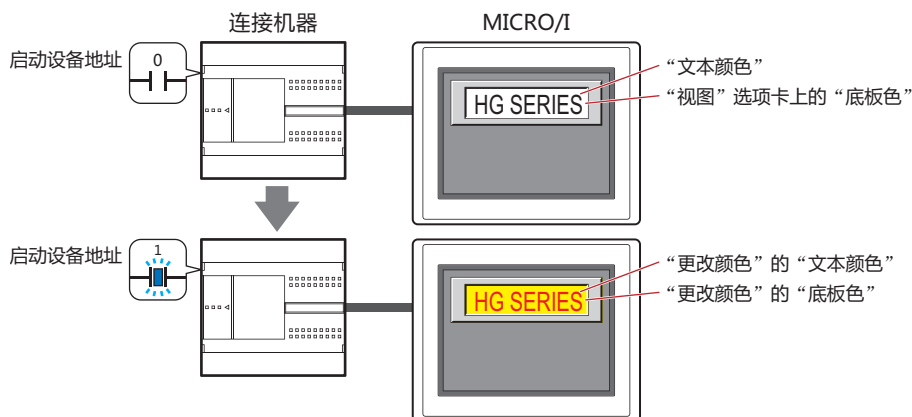 连接机器
MICRO/I
启动设备地址
0
“文本颜色”
“视图”选项卡上的“底板色”
HG SERIES
启动设备地址
1
“更改颜色”的“文本颜色”
“更改颜色”的“底板色”
HG SERIES